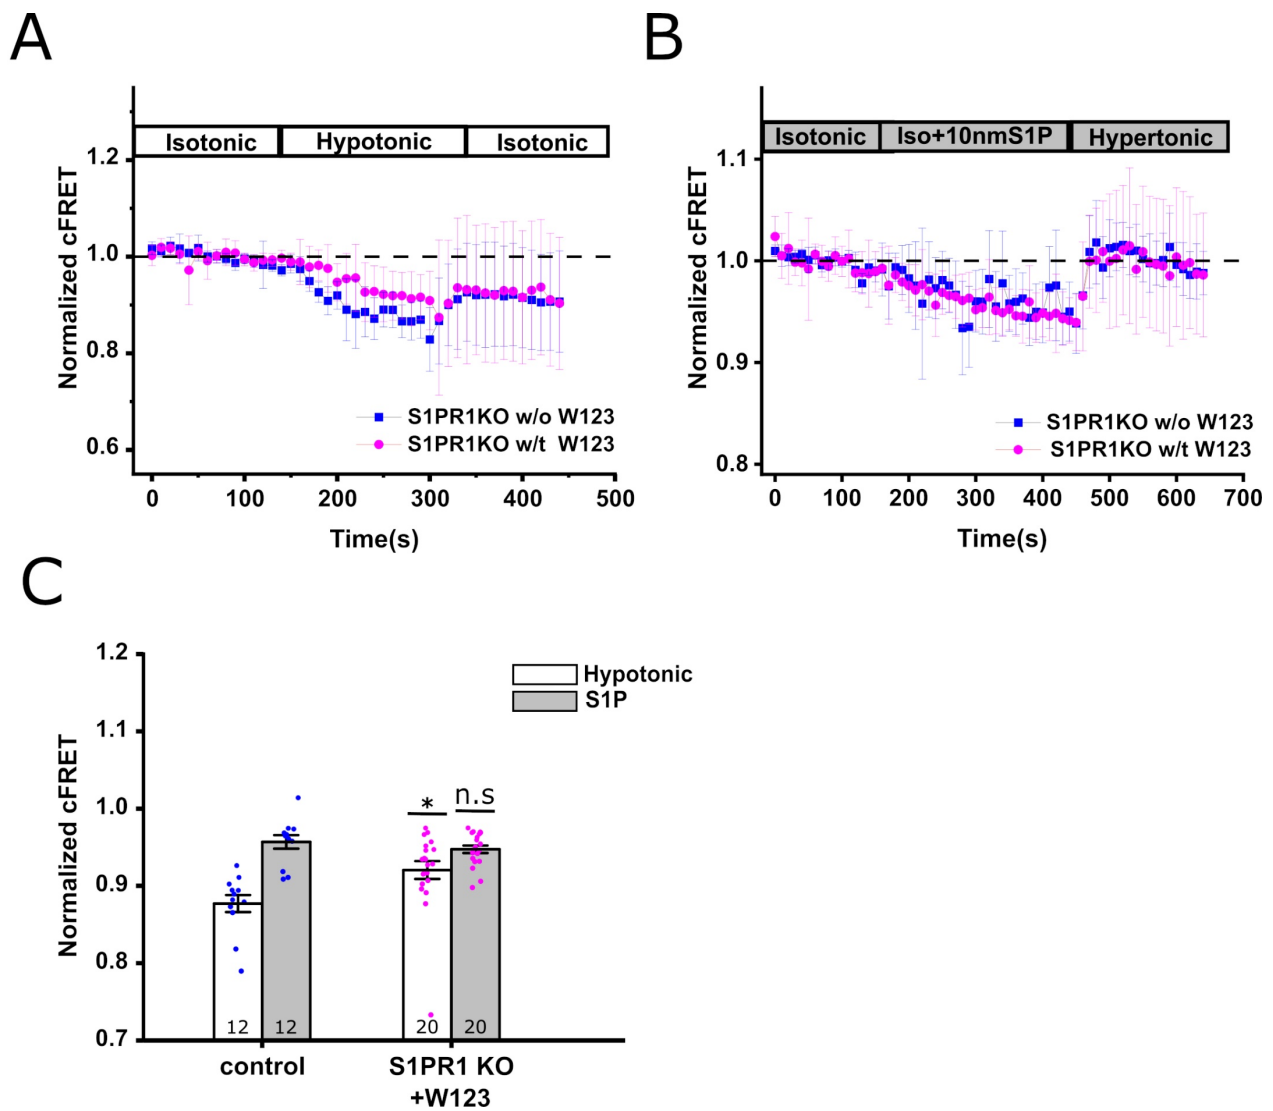 A
Isotonic Hypotonic Isotonic
1.2
1.0
0.8
0.6
Normalized cFRET
S1PR1KO w/o W123
S1PR1KO w/t W123
0 100 200 300 400 500
Time(s)
B
Isotonic Iso+10nmS1P Hypertonic
1.1
1.0
0.9
0.8
Normalized cFRET
S1PR1KO w/o W123
S1PR1KO w/t W123
0 100 200 300 400 500 600 700
Time(s)
C
1.2
1.1
1.0
0.9
0.8
0.7
Normalized cFRET
Hypotonic
S1P
* n.s
12 12 20 20
control S1PR1 KO
+W123